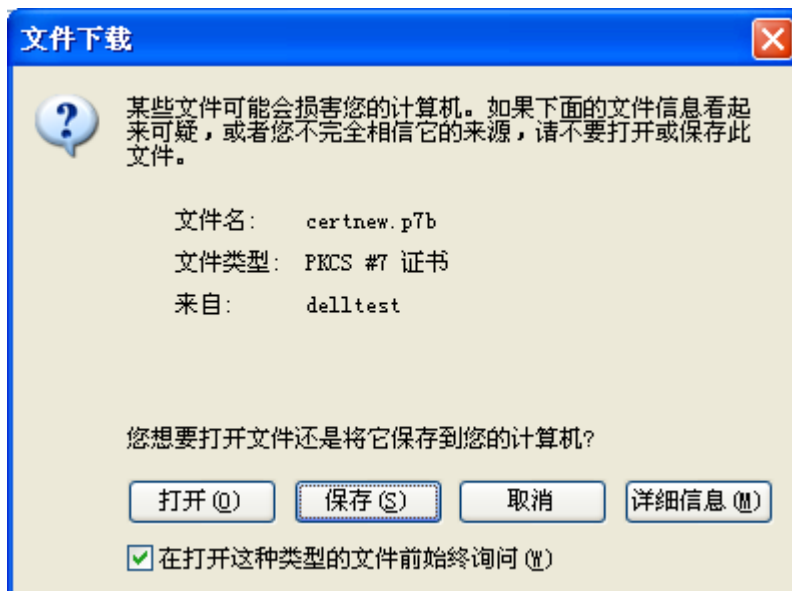 文件下载
某些文件可能会损害您的计算机。如果下面的文件信息看起
来可疑，或者您不完全相信它的来源，请不要打开或保存此
文件。
文件名: certnew.p7b
文件类型: PKCS #7 证书
来自: delltest
您想要打开文件还是将它保存到您的计算机?
打开(O) 保存(S) 取消 详细信息(M)
在打开这种类型的文件前始终询问(W)